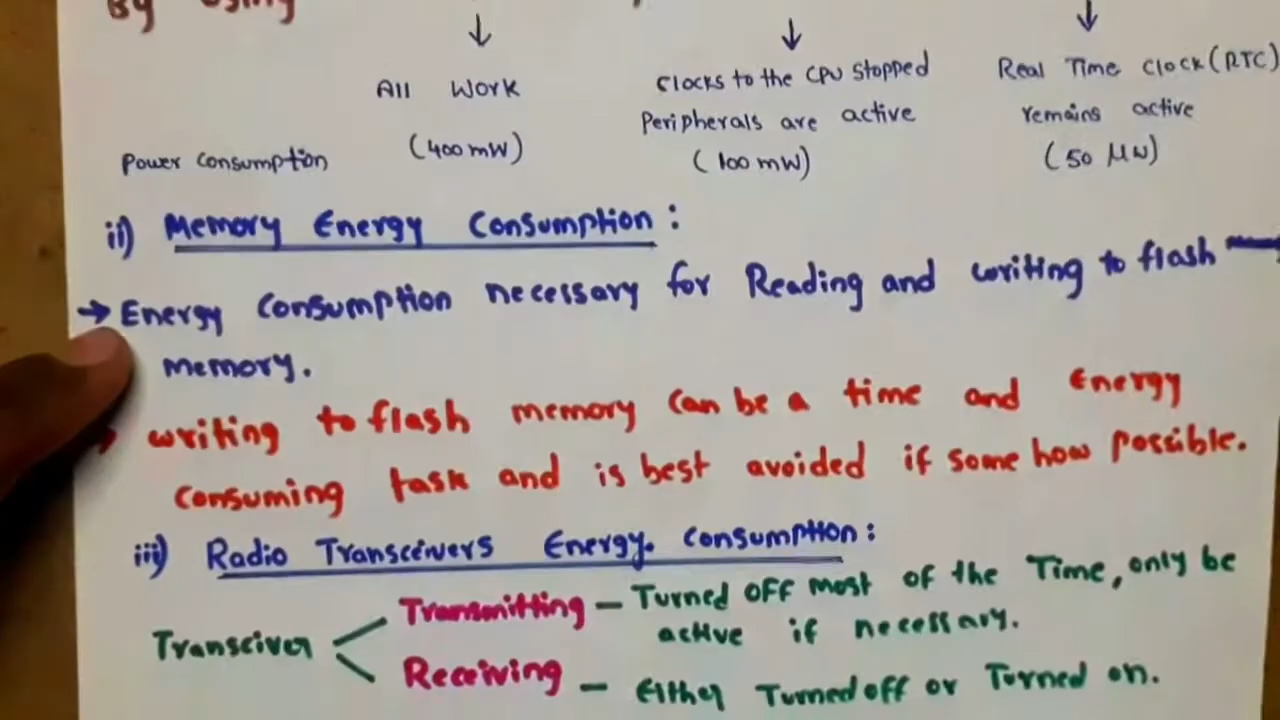 By Using
All Work
Clocks to the CPU stopped
Real Time Clock (RTC)
Peripherals are active
remains active
Power Consumption
(400 mW)
(100 mW)
(50 μW)
ii) Memory Energy Consumption :
→ Energy Consumption necessary for Reading and writing to flash
memory.
writing to flash memory can be a time and Energy
consuming task and is best avoided if some how possible.
iii) Radio Transceivers Energy. Consumption :
Transciver
Transmitting – Turned OFF most of the Time, only be
active if necessary.
Receiving – Either Turned off or Turned on.